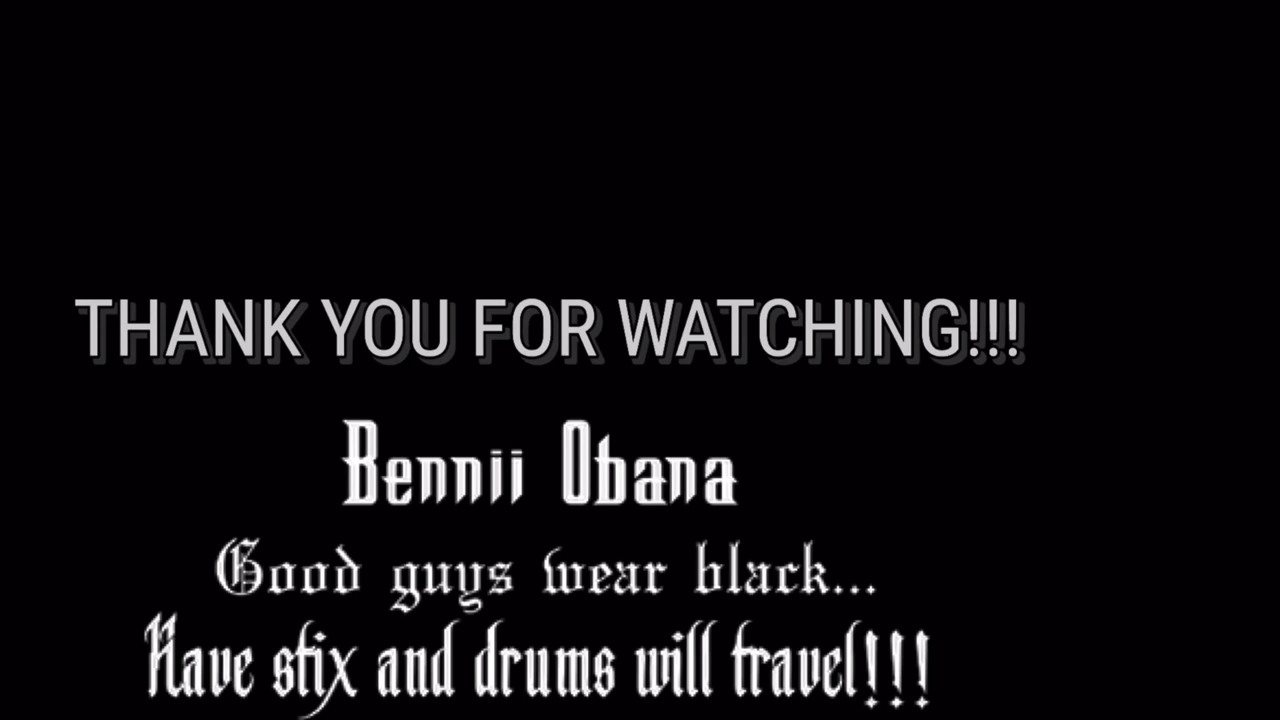 THANK YOU FOR WATCHING!!!
Bennii Obana
Good guys wear black...
Have stix and drums will travel!!!